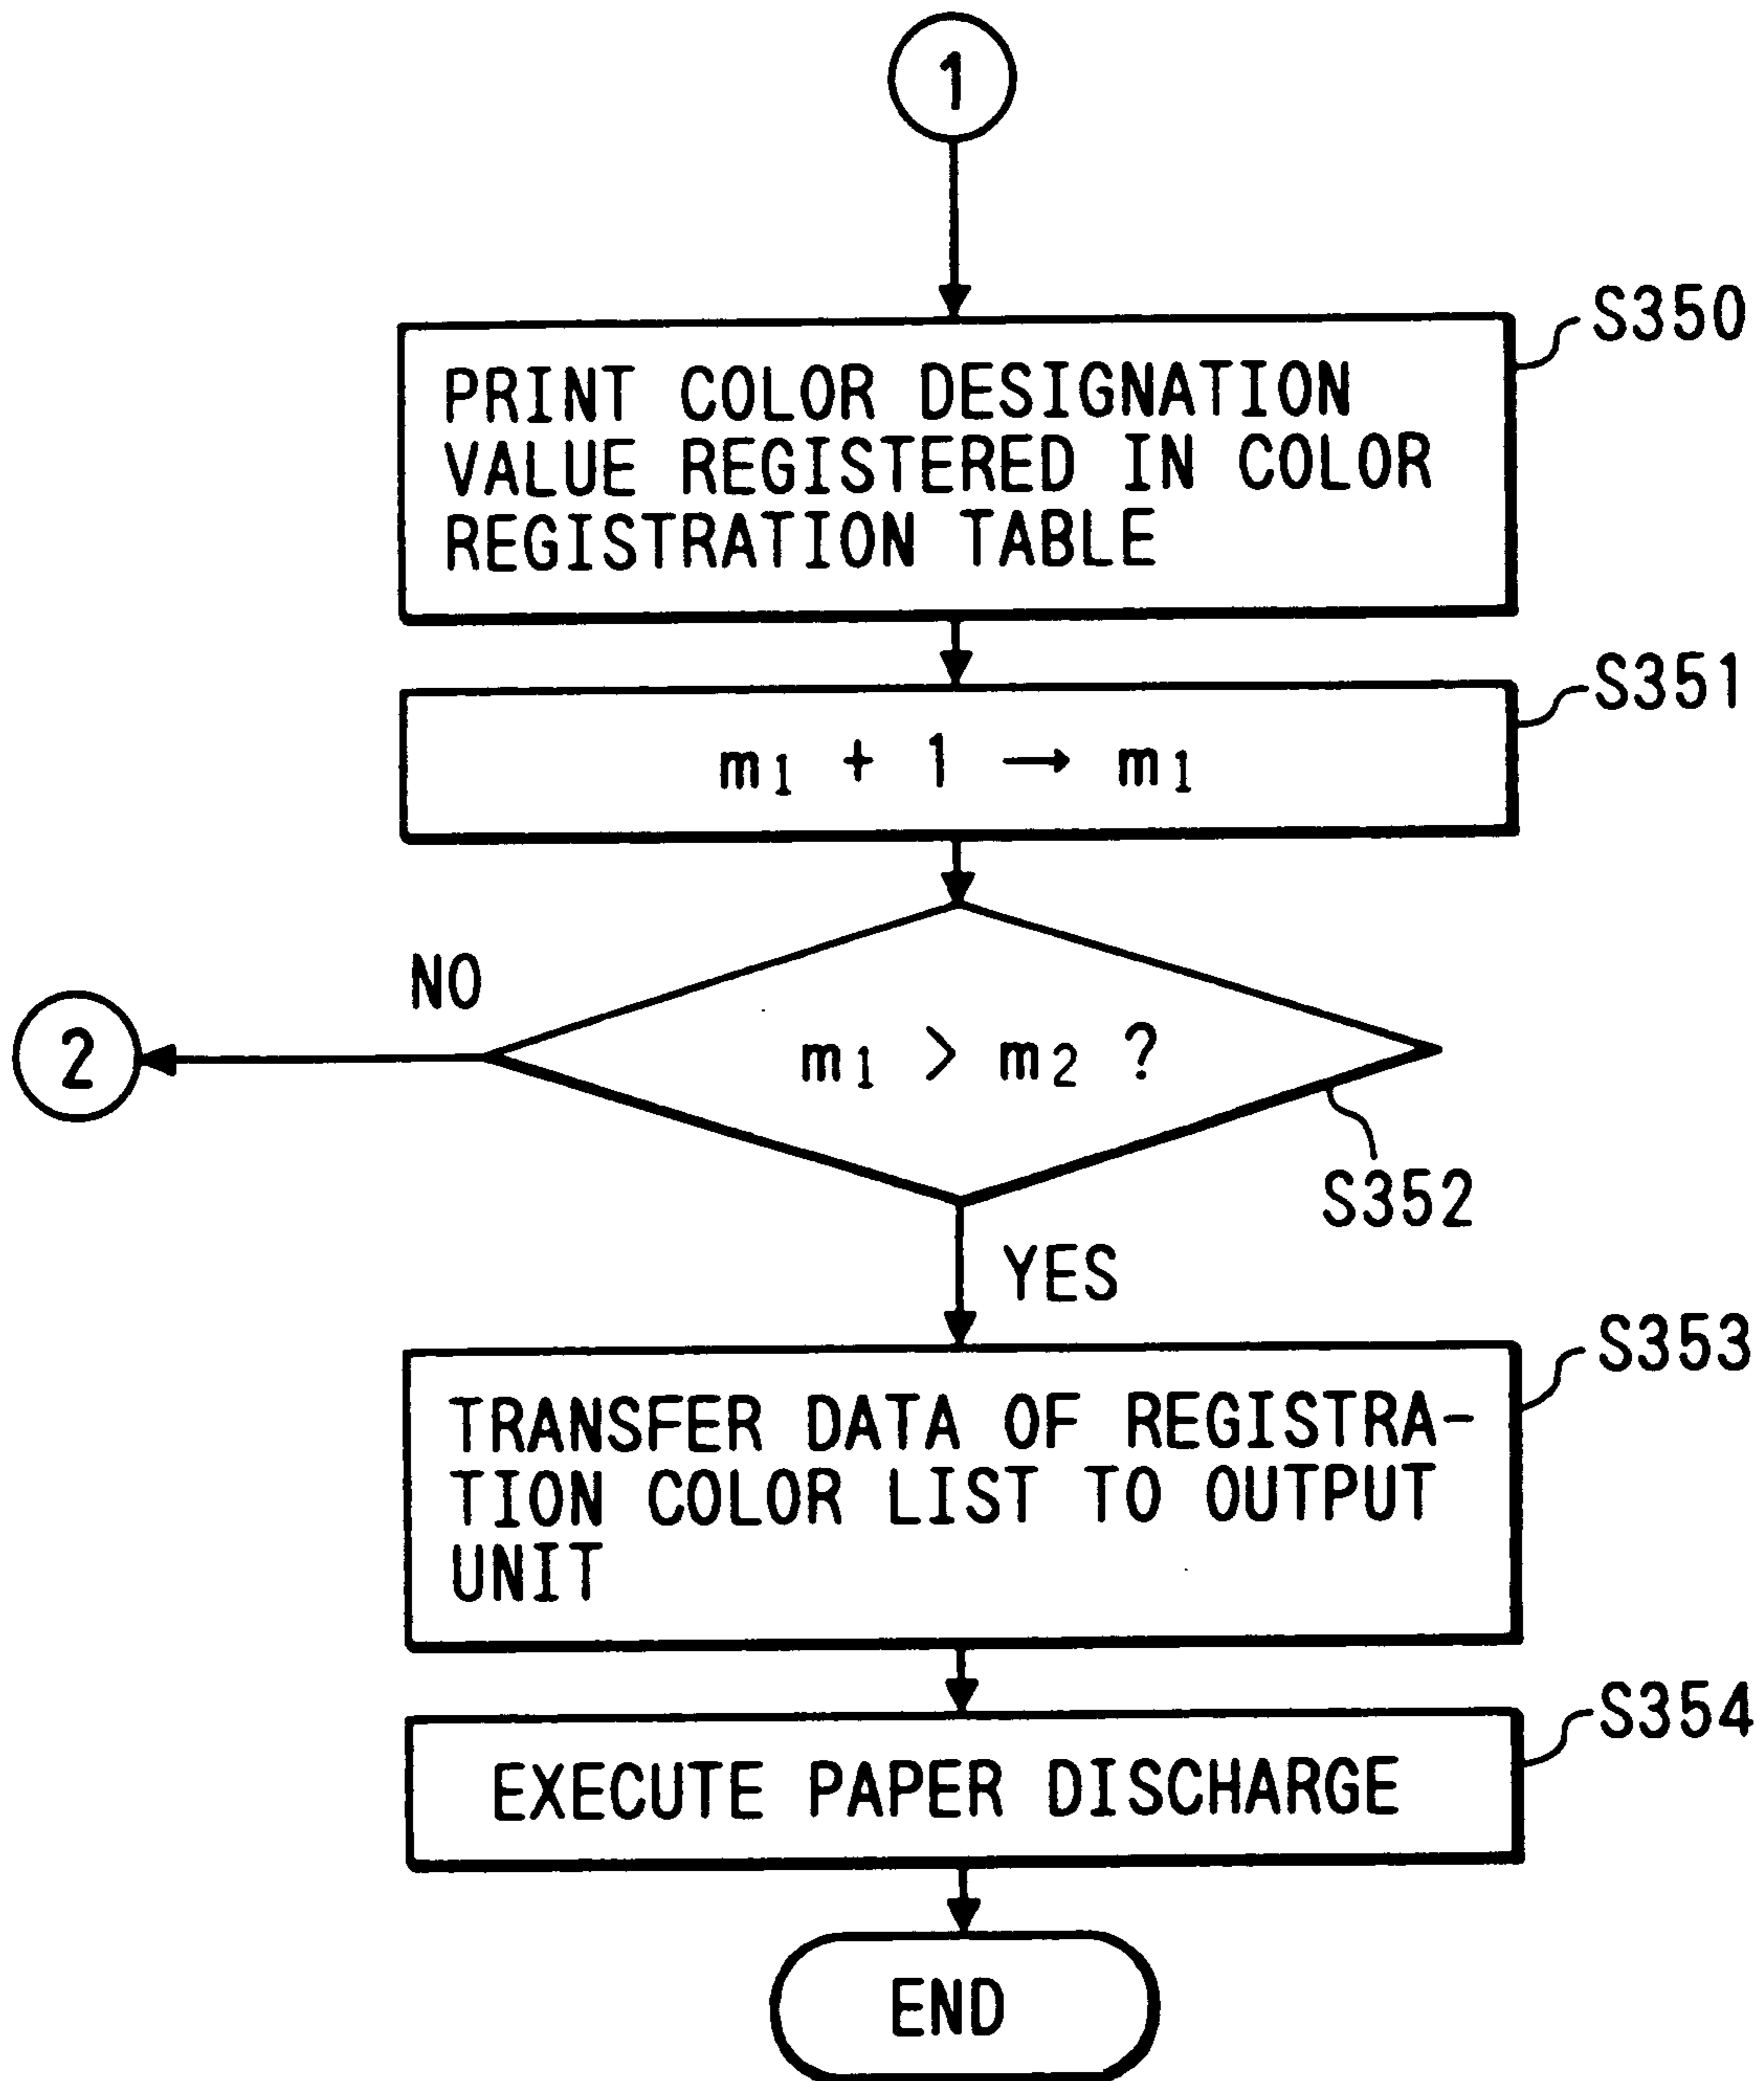 1
S350
PRINT COLOR DESIGNATION
VALUE REGISTERED IN COLOR
REGISTRATION TABLE
S351
m1 + 1 → m1
NO
2
m1 > m2 ?
S352
YES
S353
TRANSFER DATA OF REGISTRA-
TION COLOR LIST TO OUTPUT
UNIT
S354
EXECUTE PAPER DISCHARGE
END